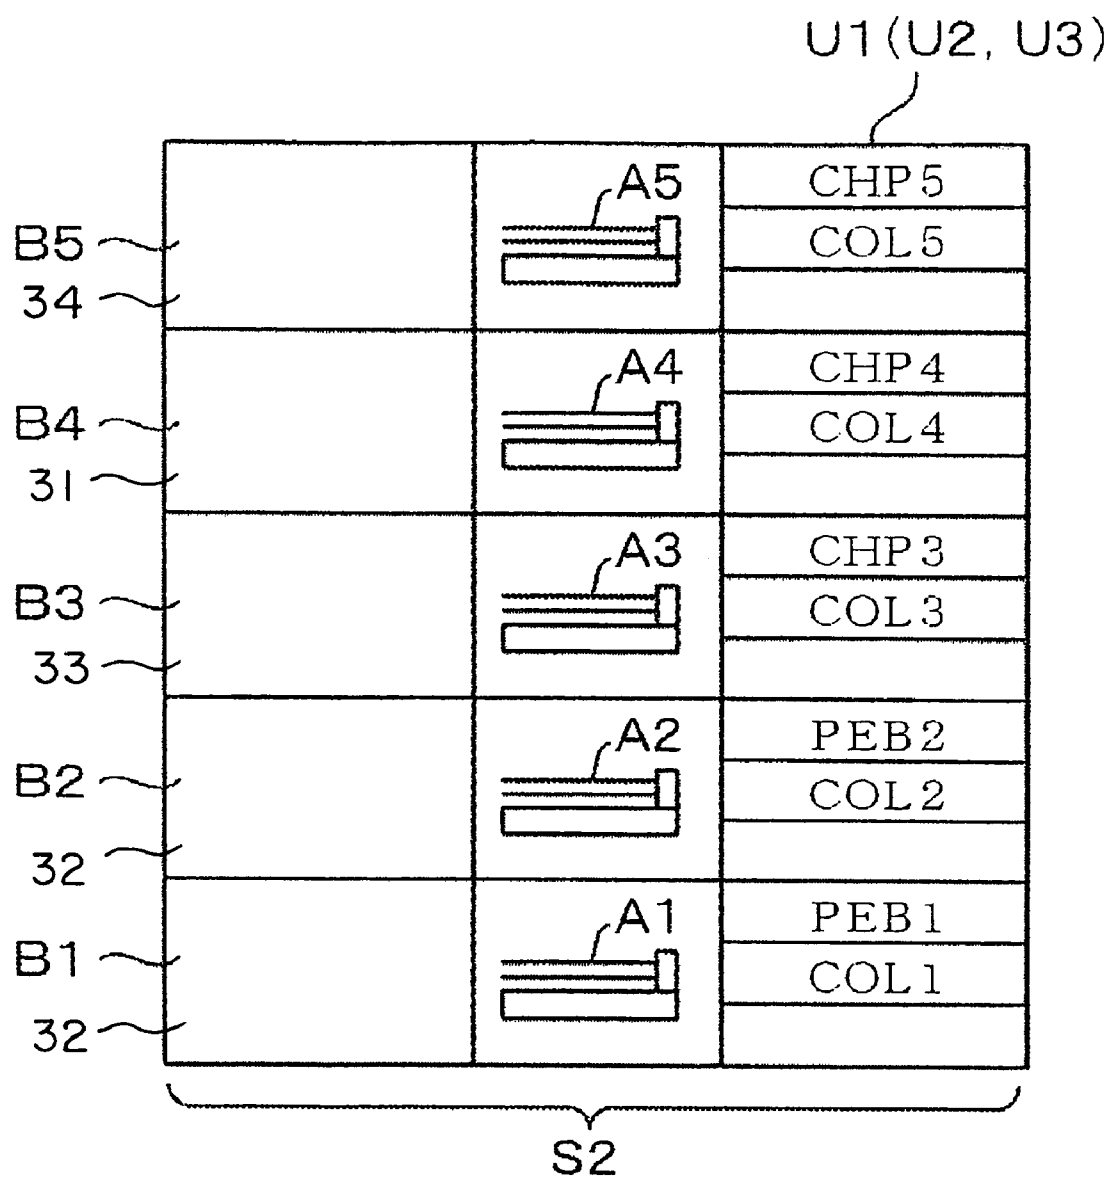 U1(U2, U3)
CHP5
A5
B5
COL5
34
CHP4
A4
B4
COL4
31
CHP3
A3
B3
COL3
33
PEB2
A2
B2
COL2
32
PEB1
A1
B1
COL1
32
S2